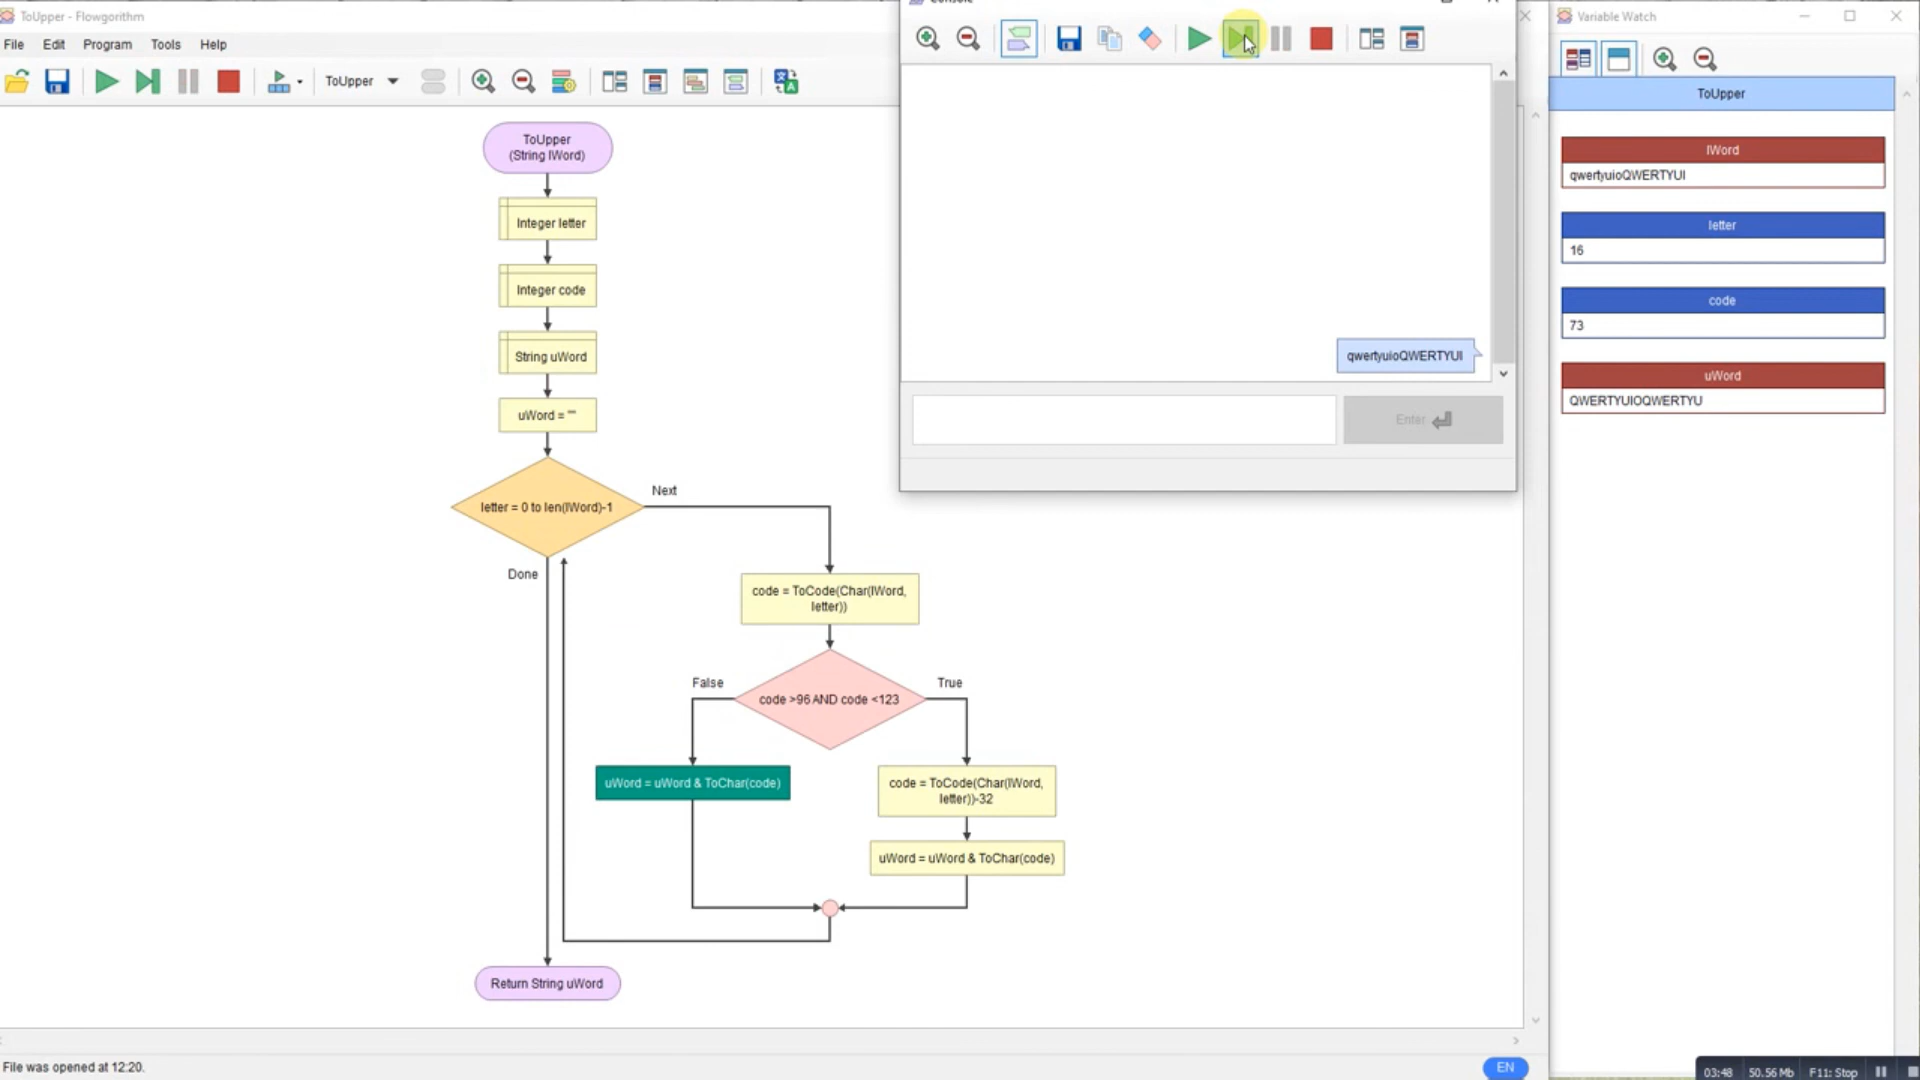 ToUpper - Flowgorithm
File Edit Program Tools Help
ToUpper
ToUpper
(String lWord)
Integer letter
Integer code
String uWord
uWord = ""
letter = 0 to len(lWord)-1
Next
Done
code = ToCode(Char(lWord,
letter))
False
True
code >96 AND code <123
uWord = uWord & ToChar(code)
code = ToCode(Char(lWord,
letter))-32
uWord = uWord & ToChar(code)
Return String uWord
File was opened at 12:20.
EN
Console
qwertyuioQWERTYUI
Enter
Variable Watch
ToUpper
lWord
qwertyuioQWERTYUI
letter
16
code
73
uWord
QWERTYUIOQWERTYU
03:48 50.56 Mb F11: Stop